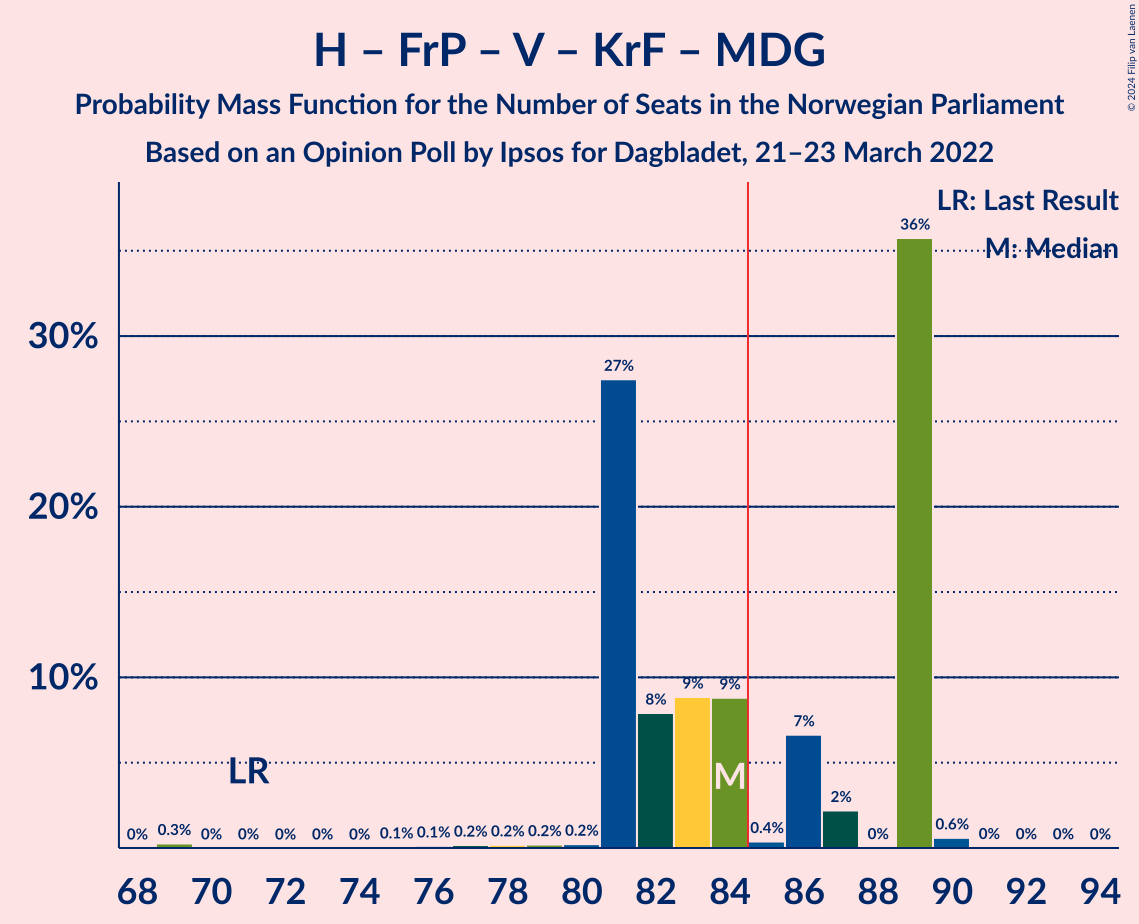 H – FrP – V – KrF – MDG
Probability Mass Function for the Number of Seats in the Norwegian Parliament
Based on an Opinion Poll by Ipsos for Dagbladet, 21–23 March 2022
© 2024 Filip van Laenen
LR: Last Result
M: Median
30%
20%
10%
0% 0.3% 0% 0% 0% 0% 0% 0.1% 0.1% 0.2% 0.2% 0.2% 0.2% 27% 8% 9% 9% 0.4% 7% 2% 0% 36% 0.6% 0% 0% 0% 0%
LR
M
68 70 72 74 76 78 80 82 84 86 88 90 92 94